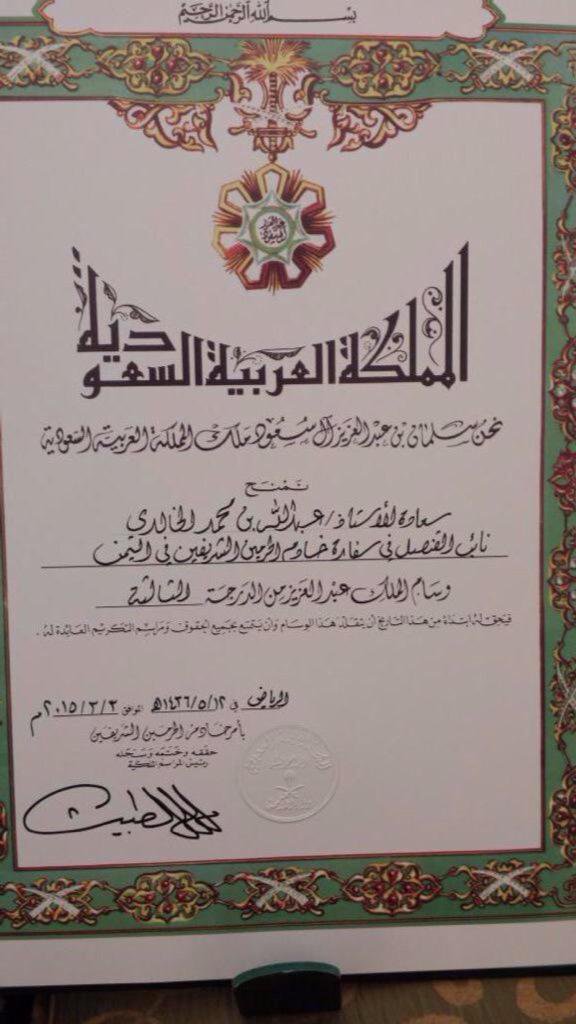 بسم الله الرحمن الرحيم
المملكة العربية السعودية
نحن سلمان بن عبدالعزيز آل سعود ملك المملكة العربية السعودية
نمنح
سعادة الأستاذ / عبدالله بن محمد الخالدي
نائب القنصل في سفارة خادم الحرمين الشريفين في اليمن
وسام الملك عبدالعزيز من الدرجة الثالثة
فيحق له ابتداءً من هذا التاريخ أن يتقلد هذا الوسام وأن يتمتع بجميع الحقوق ومراسم التكريم العائدة له .
الرياض في ١٤٣٦/٥/١٢هـ الموافق ٢٠١٥/٣/٣م
بأمر خادم الحرمين الشريفين
حققه وختمه وسجله
رئيس المراسم الملكية